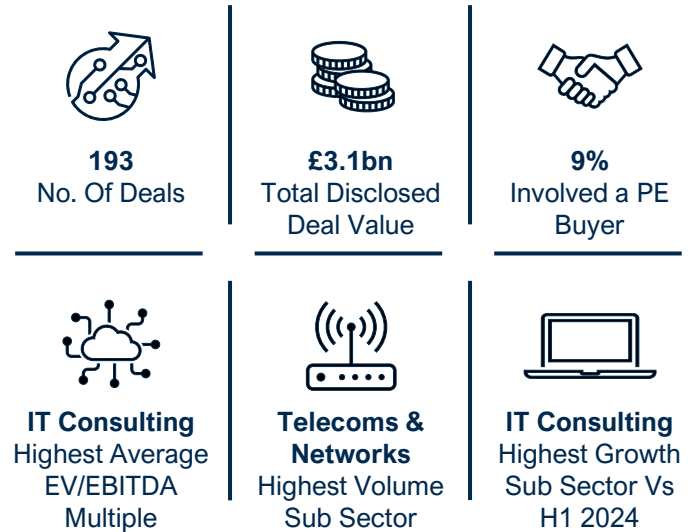 193
No. Of Deals
£3.1bn
Total Disclosed
Deal Value
9%
Involved a PE
Buyer
IT Consulting
Highest Average
EV/EBITDA
Multiple
Telecoms &
Networks
Highest Volume
Sub Sector
IT Consulting
Highest Growth
Sub Sector Vs
H1 2024